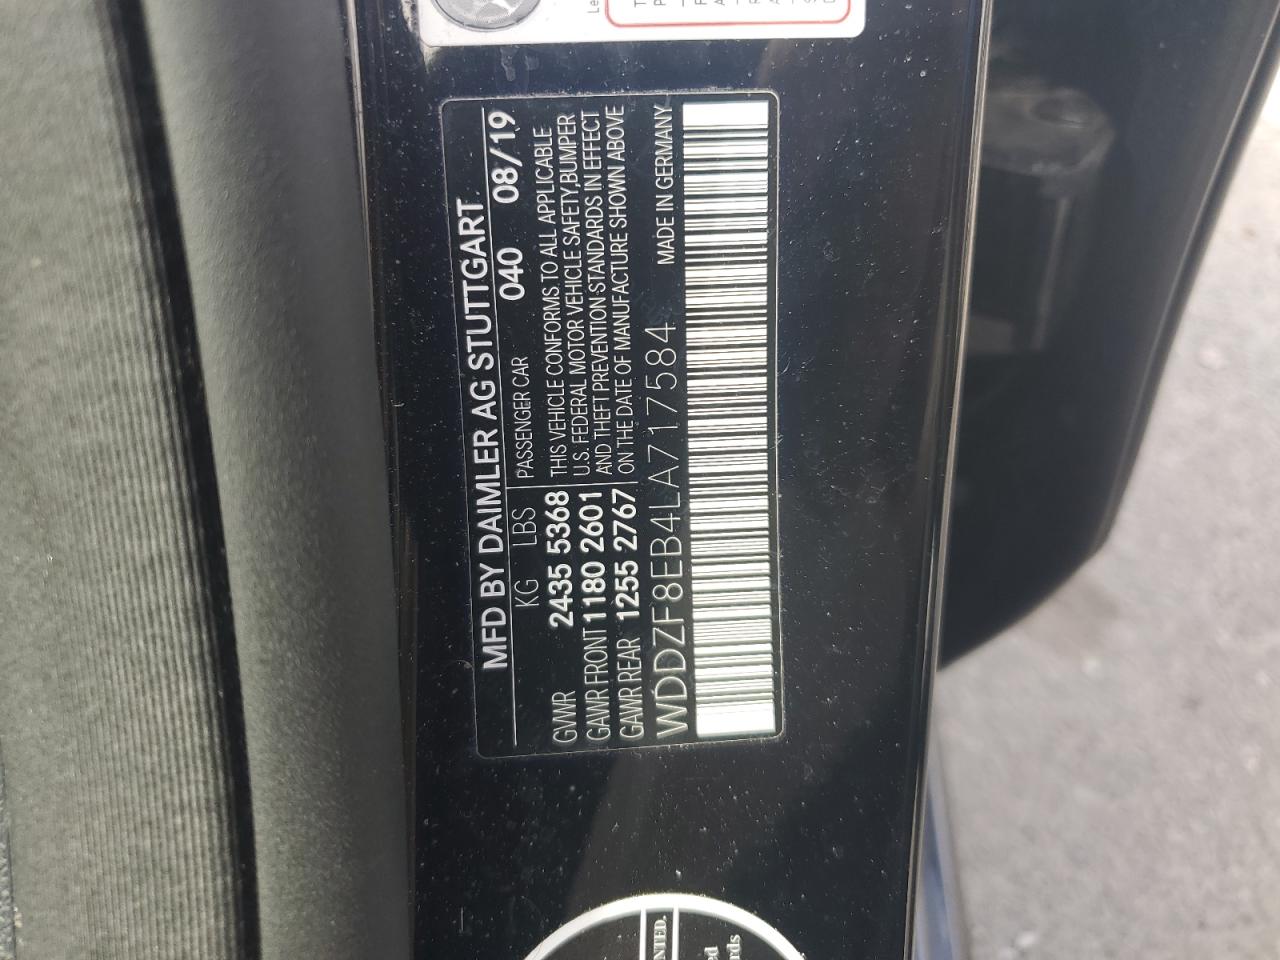 MFD BY DAIMLER AG STUTTGART
KG LBS PASSENGER CAR 040 08/19
GVWR 2435 5368 THIS VEHICLE CONFORMS TO ALL APPLICABLE
GAWR FRONT 1180 2601 U.S. FEDERAL MOTOR VEHICLE SAFETY,BUMPER
GAWR REAR 1255 2767 AND THEFT PREVENTION STANDARDS IN EFFECT
ON THE DATE OF MANUFACTURE SHOWN ABOVE
WDDZF8EB4LA717584 MADE IN GERMANY